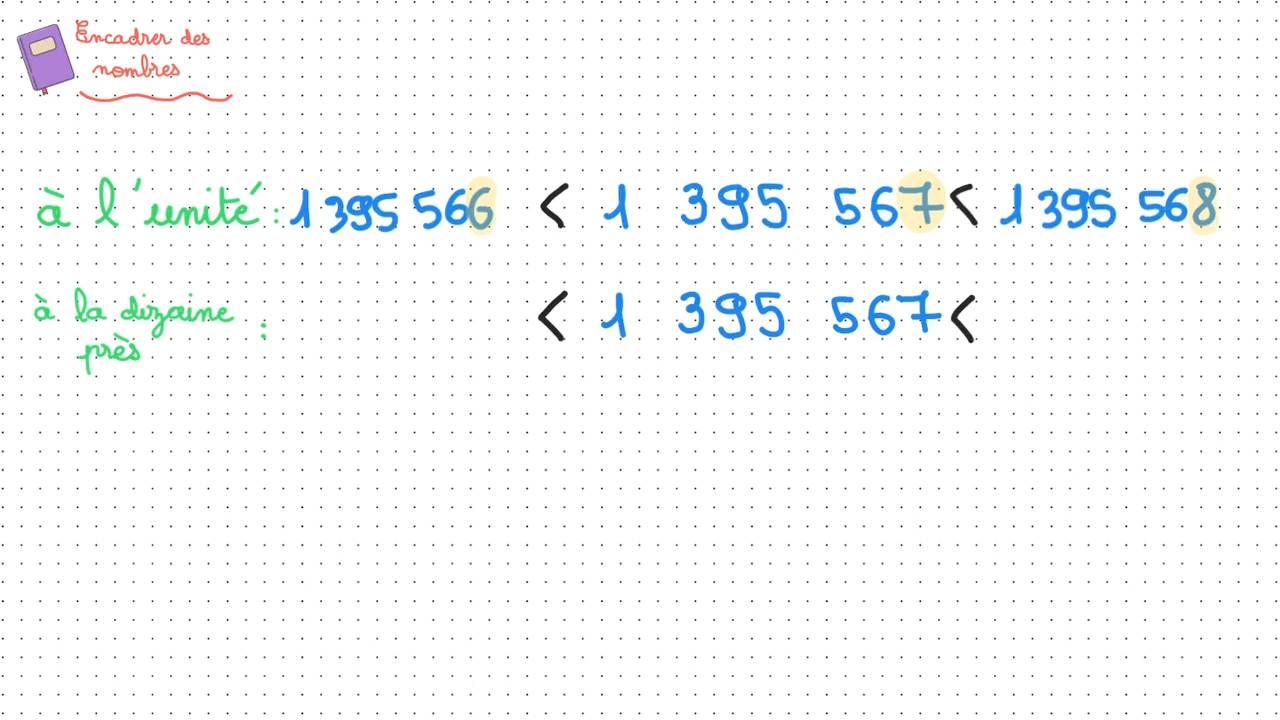 Encadrer des
nombres
à l'unité : 1 395 566 < 1 395 567 < 1 395 568
à la dizaine
près : < 1 395 567 <